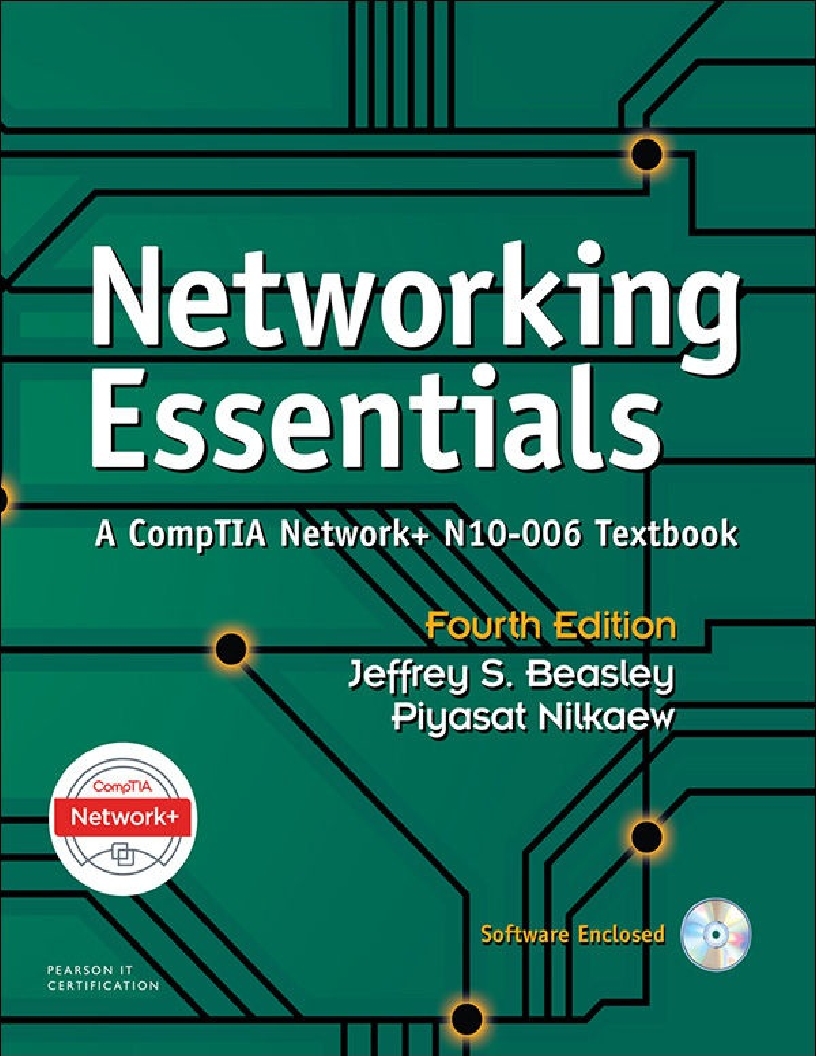 Networking
Essentials
A CompTIA Network+ N10-006 Textbook
Fourth Edition
Jeffrey S. Beasley
Piyasat Nilkaew
CompTIA
Network+
Software Enclosed
PEARSON IT
CERTIFICATION